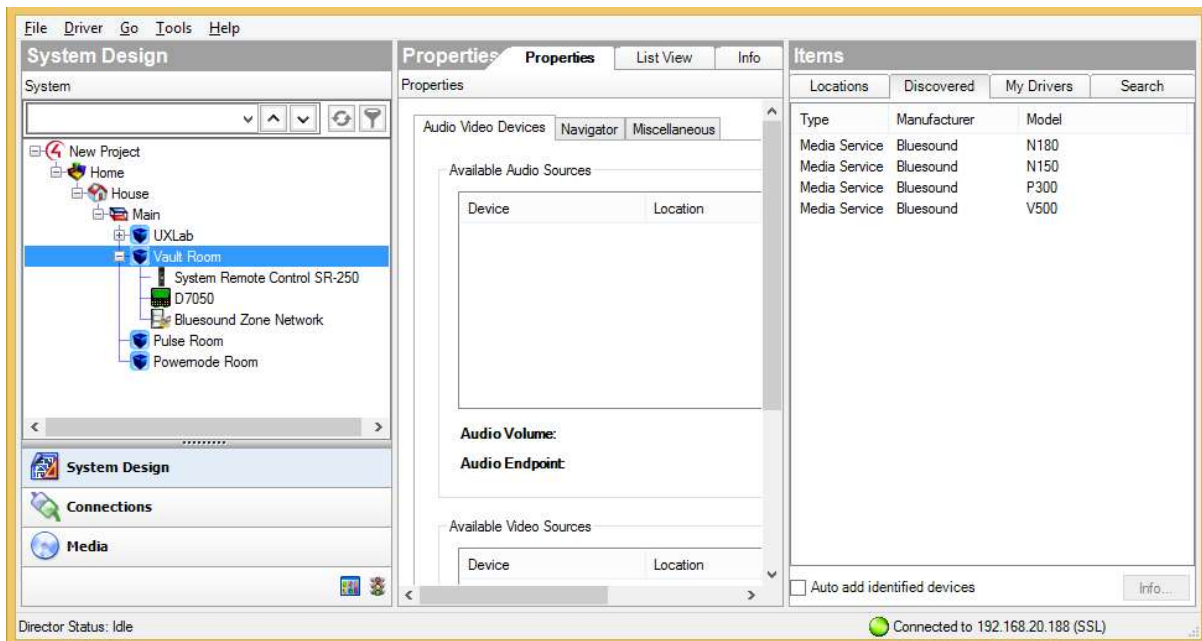 File Driver Go Tools Help
System Design
System
New Project
Home
House
Main
UXLab
Vault Room
System Remote Control SR-250
D7050
Bluesound Zone Network
Pulse Room
Powernode Room
System Design
Connections
Media
Properties Properties List View Info
Properties
Audio Video Devices Navigator Miscellaneous
Available Audio Sources
Device Location
Audio Volume:
Audio Endpoint:
Available Video Sources
Device Location
Items
Locations Discovered My Drivers Search
Type Manufacturer Model
Media Service Bluesound N180
Media Service Bluesound N150
Media Service Bluesound P300
Media Service Bluesound V500
Auto add identified devices Info...
Director Status: Idle Connected to 192.168.20.188 (SSL)